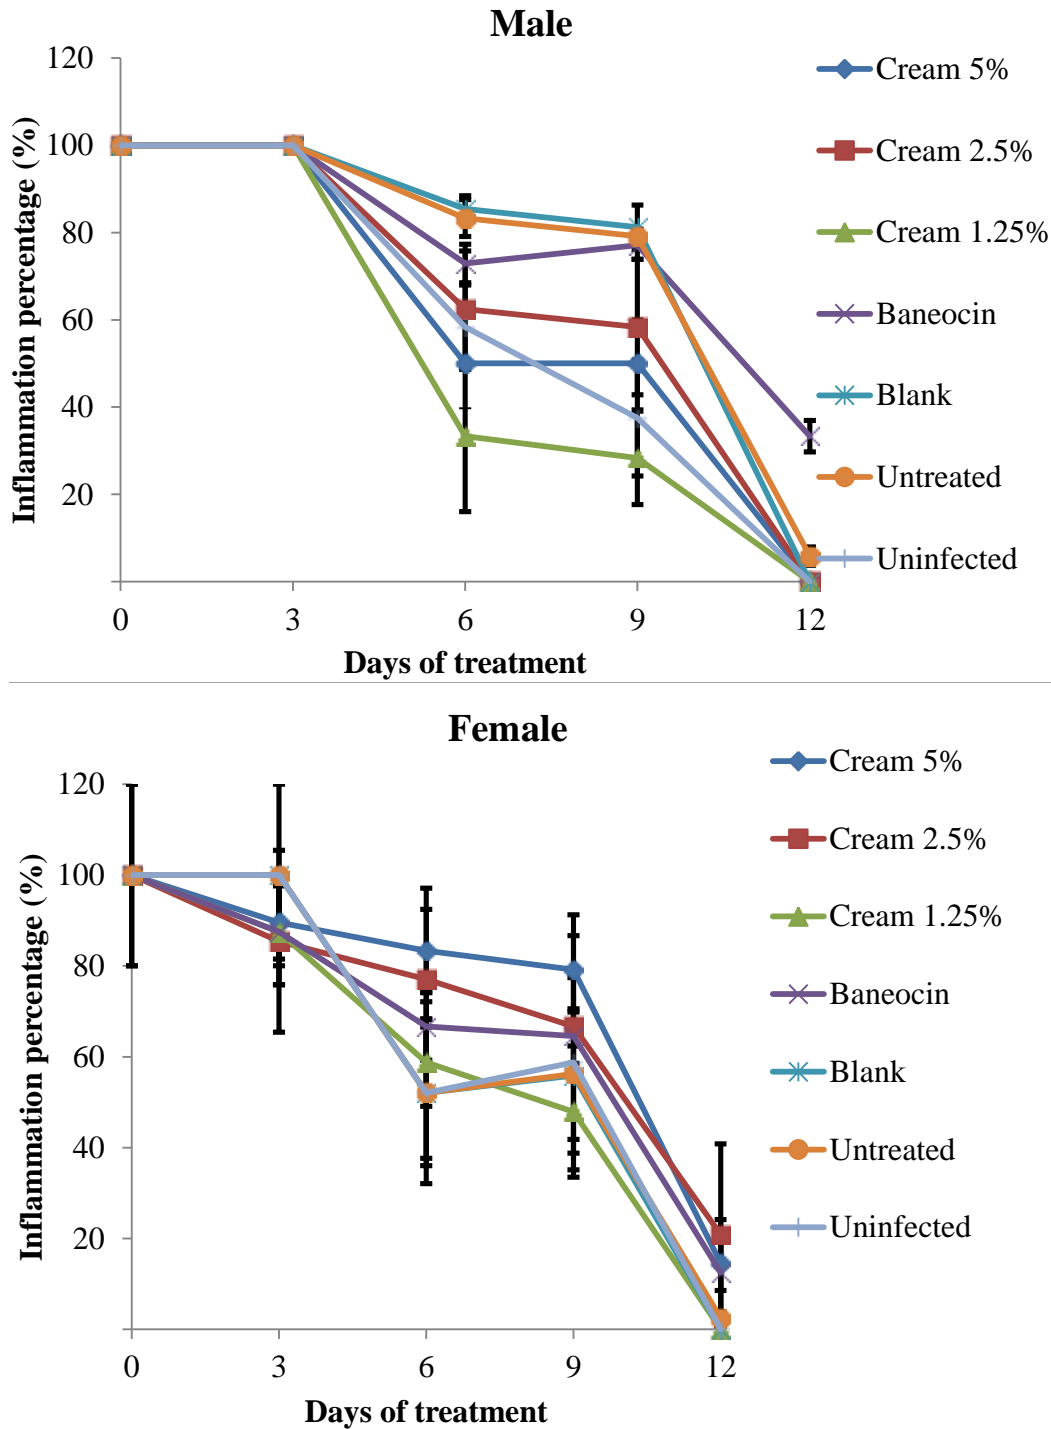 Male
120
100
80
60
40
20
Inflammation percentage (%)
0 3 6 9 12
Days of treatment
Cream 5%
Cream 2.5%
Cream 1.25%
Baneocin
Blank
Untreated
Uninfected
Female
120
100
80
60
40
20
Inflammation percentage (%)
0 3 6 9 12
Days of treatment
Cream 5%
Cream 2.5%
Cream 1.25%
Baneocin
Blank
Untreated
Uninfected